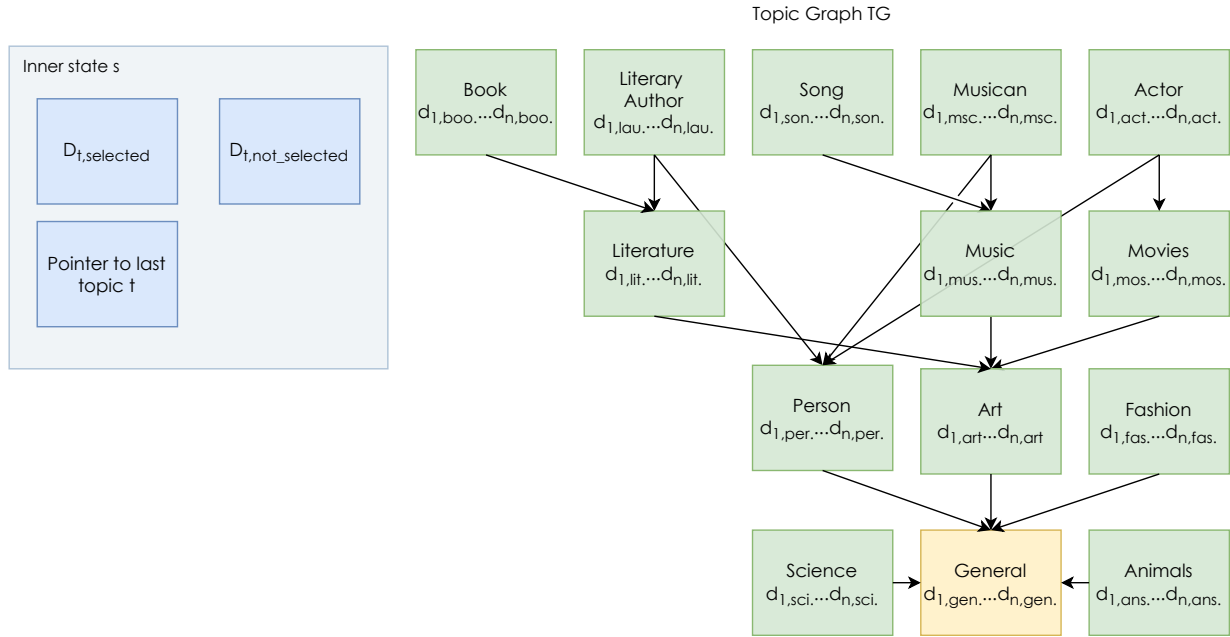 Topic Graph TG
Inner state s
Dt,selected
Dt,not_selected
Pointer to last
topic t
Book
d1,boo....dn,boo.
Literary
Author
d1,lau....dn,lau.
Song
d1,son....dn,son.
Musican
d1,msc....dn,msc.
Actor
d1,act....dn,act.
Literature
d1,lit....dn,lit.
Music
d1,mus....dn,mus.
Movies
d1,mos....dn,mos.
Person
d1,per....dn,per.
Art
d1,art...dn,art
Fashion
d1,fas....dn,fas.
Science
d1,sci....dn,sci.
General
d1,gen....dn,gen.
Animals
d1,ans....dn,ans.